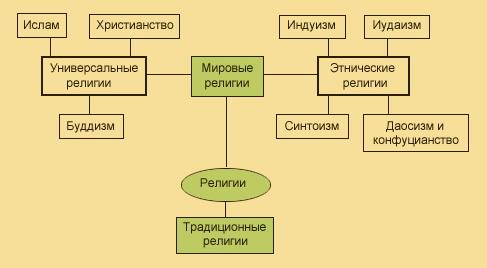 Ислам
Христианство
Индуизм
Иудаизм
Универсальные
религии
Мировые
религии
Этнические
религии
Буддизм
Синтоизм
Даосизм и
конфуцианство
Религии
Традиционные
религии